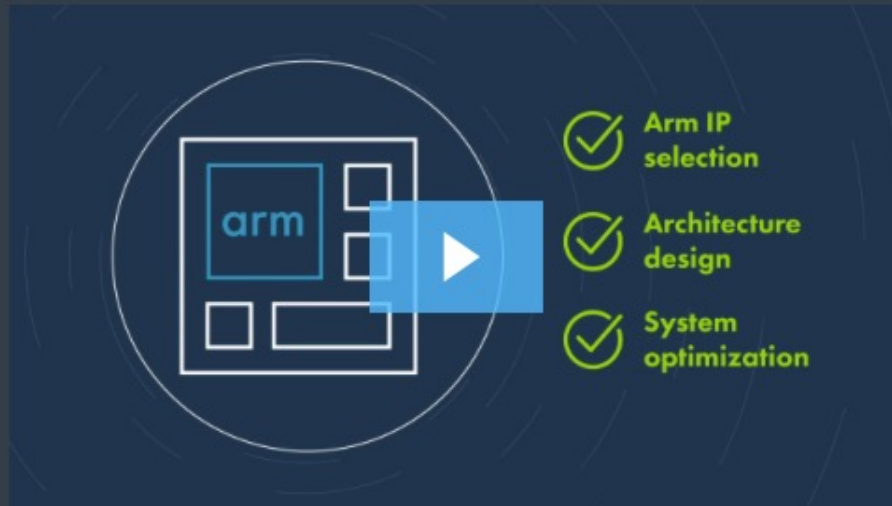 arm
Arm IP
selection
Architecture
design
System
optimization